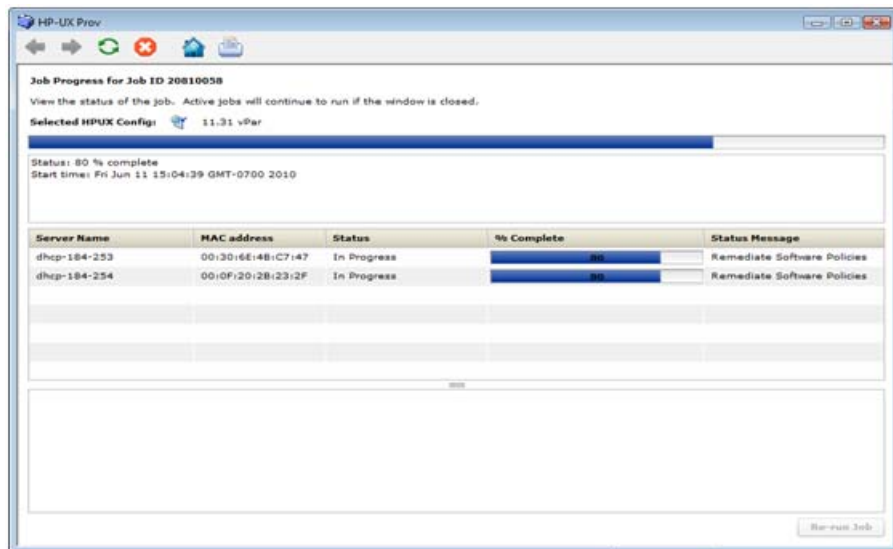 HP-UX Prov
Job Progress for Job ID 20810058
View the status of the job. Active jobs will continue to run if the window is closed.
Selected HPUX Config: 11.31 vPar
Status: 80 % complete
Start time: Fri Jun 11 15:04:39 GMT-0700 2010
Server Name MAC address Status % Complete Status Message
dhcp-184-253 00:30:6E:4B:C7:47 In Progress 80 Remediate Software Policies
dhcp-184-254 00:0F:20:2B:23:2F In Progress 80 Remediate Software Policies
Re-run Job